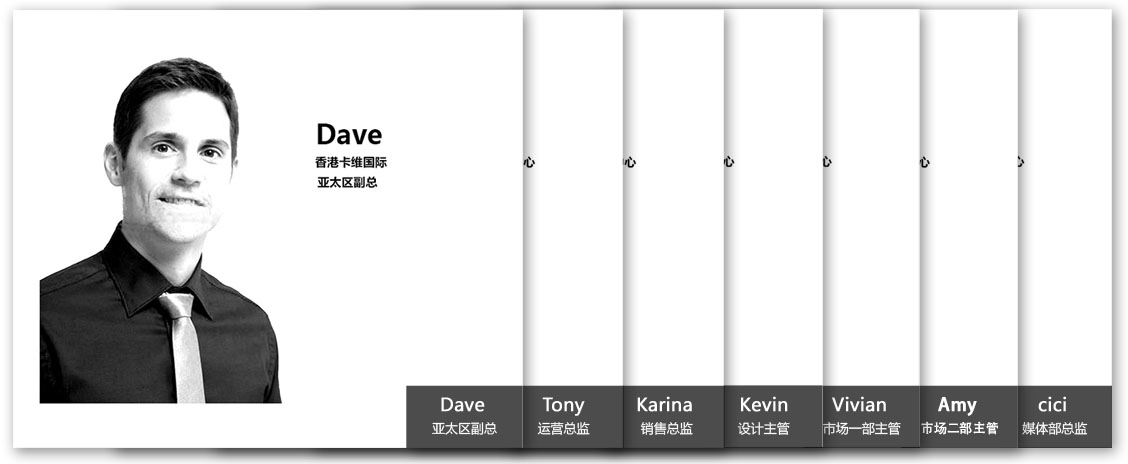 Dave
香港卡维国际
亚太区副总
心
心
心
心
心
心
Dave
亚太区副总
Tony
运营总监
Karina
销售总监
Kevin
设计主管
Vivian
市场一部主管
Amy
市场二部主管
cici
媒体部总监